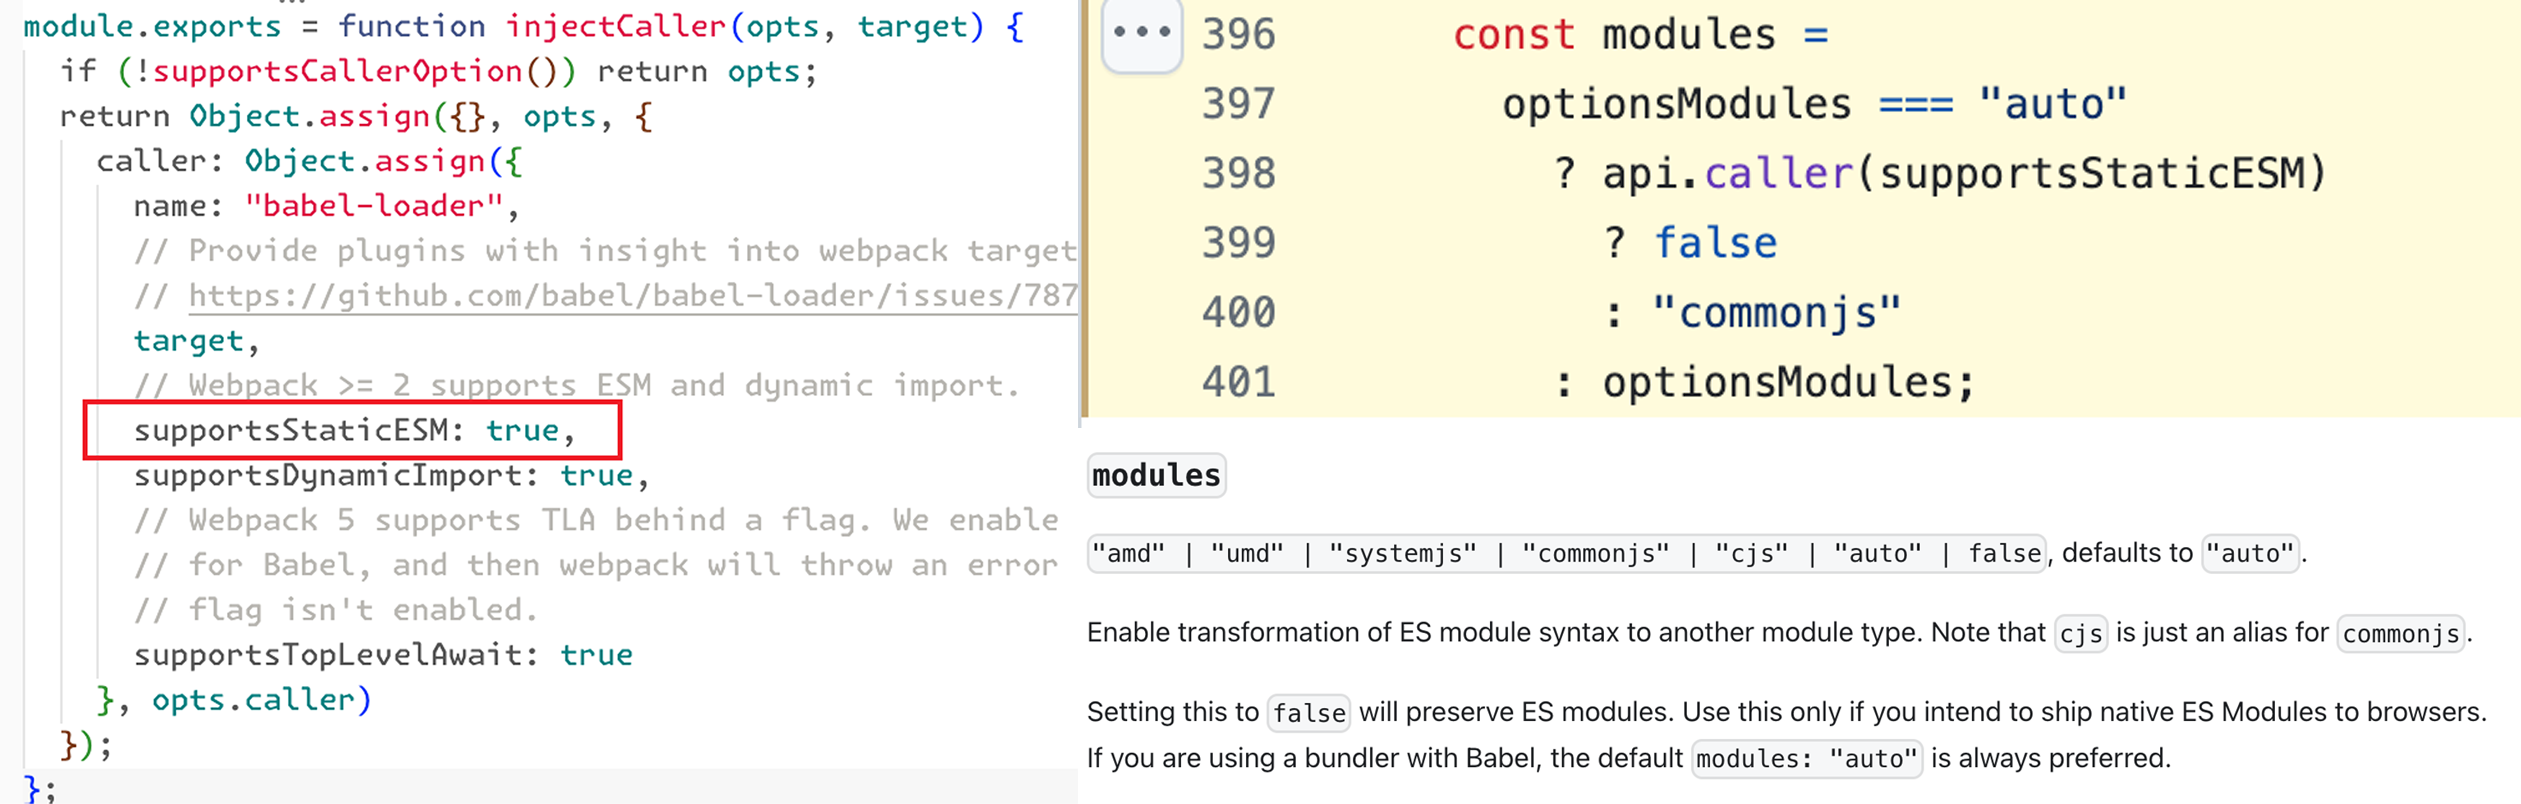 module.exports = function injectCaller(opts, target) {
if (!supportsCallerOption()) return opts;
return Object.assign({}, opts, {
caller: Object.assign({
name: "babel-loader",
// Provide plugins with insight into webpack target
// https://github.com/babel/babel-loader/issues/787
target,
// Webpack >= 2 supports ESM and dynamic import.
supportsStaticESM: true,
supportsDynamicImport: true,
// Webpack 5 supports TLA behind a flag. We enable
// for Babel, and then webpack will throw an error
// flag isn't enabled.
supportsTopLevelAwait: true
}, opts.caller)
});
};
396 const modules =
397 optionsModules === "auto"
398 ? api.caller(supportsStaticESM)
399 ? false
400 : "commonjs"
401 : optionsModules;
modules
"amd" | "umd" | "systemjs" | "commonjs" | "cjs" | "auto" | false, defaults to "auto".
Enable transformation of ES module syntax to another module type. Note that cjs is just an alias for commonjs.
Setting this to false will preserve ES modules. Use this only if you intend to ship native ES Modules to browsers.
If you are using a bundler with Babel, the default modules: "auto" is always preferred.